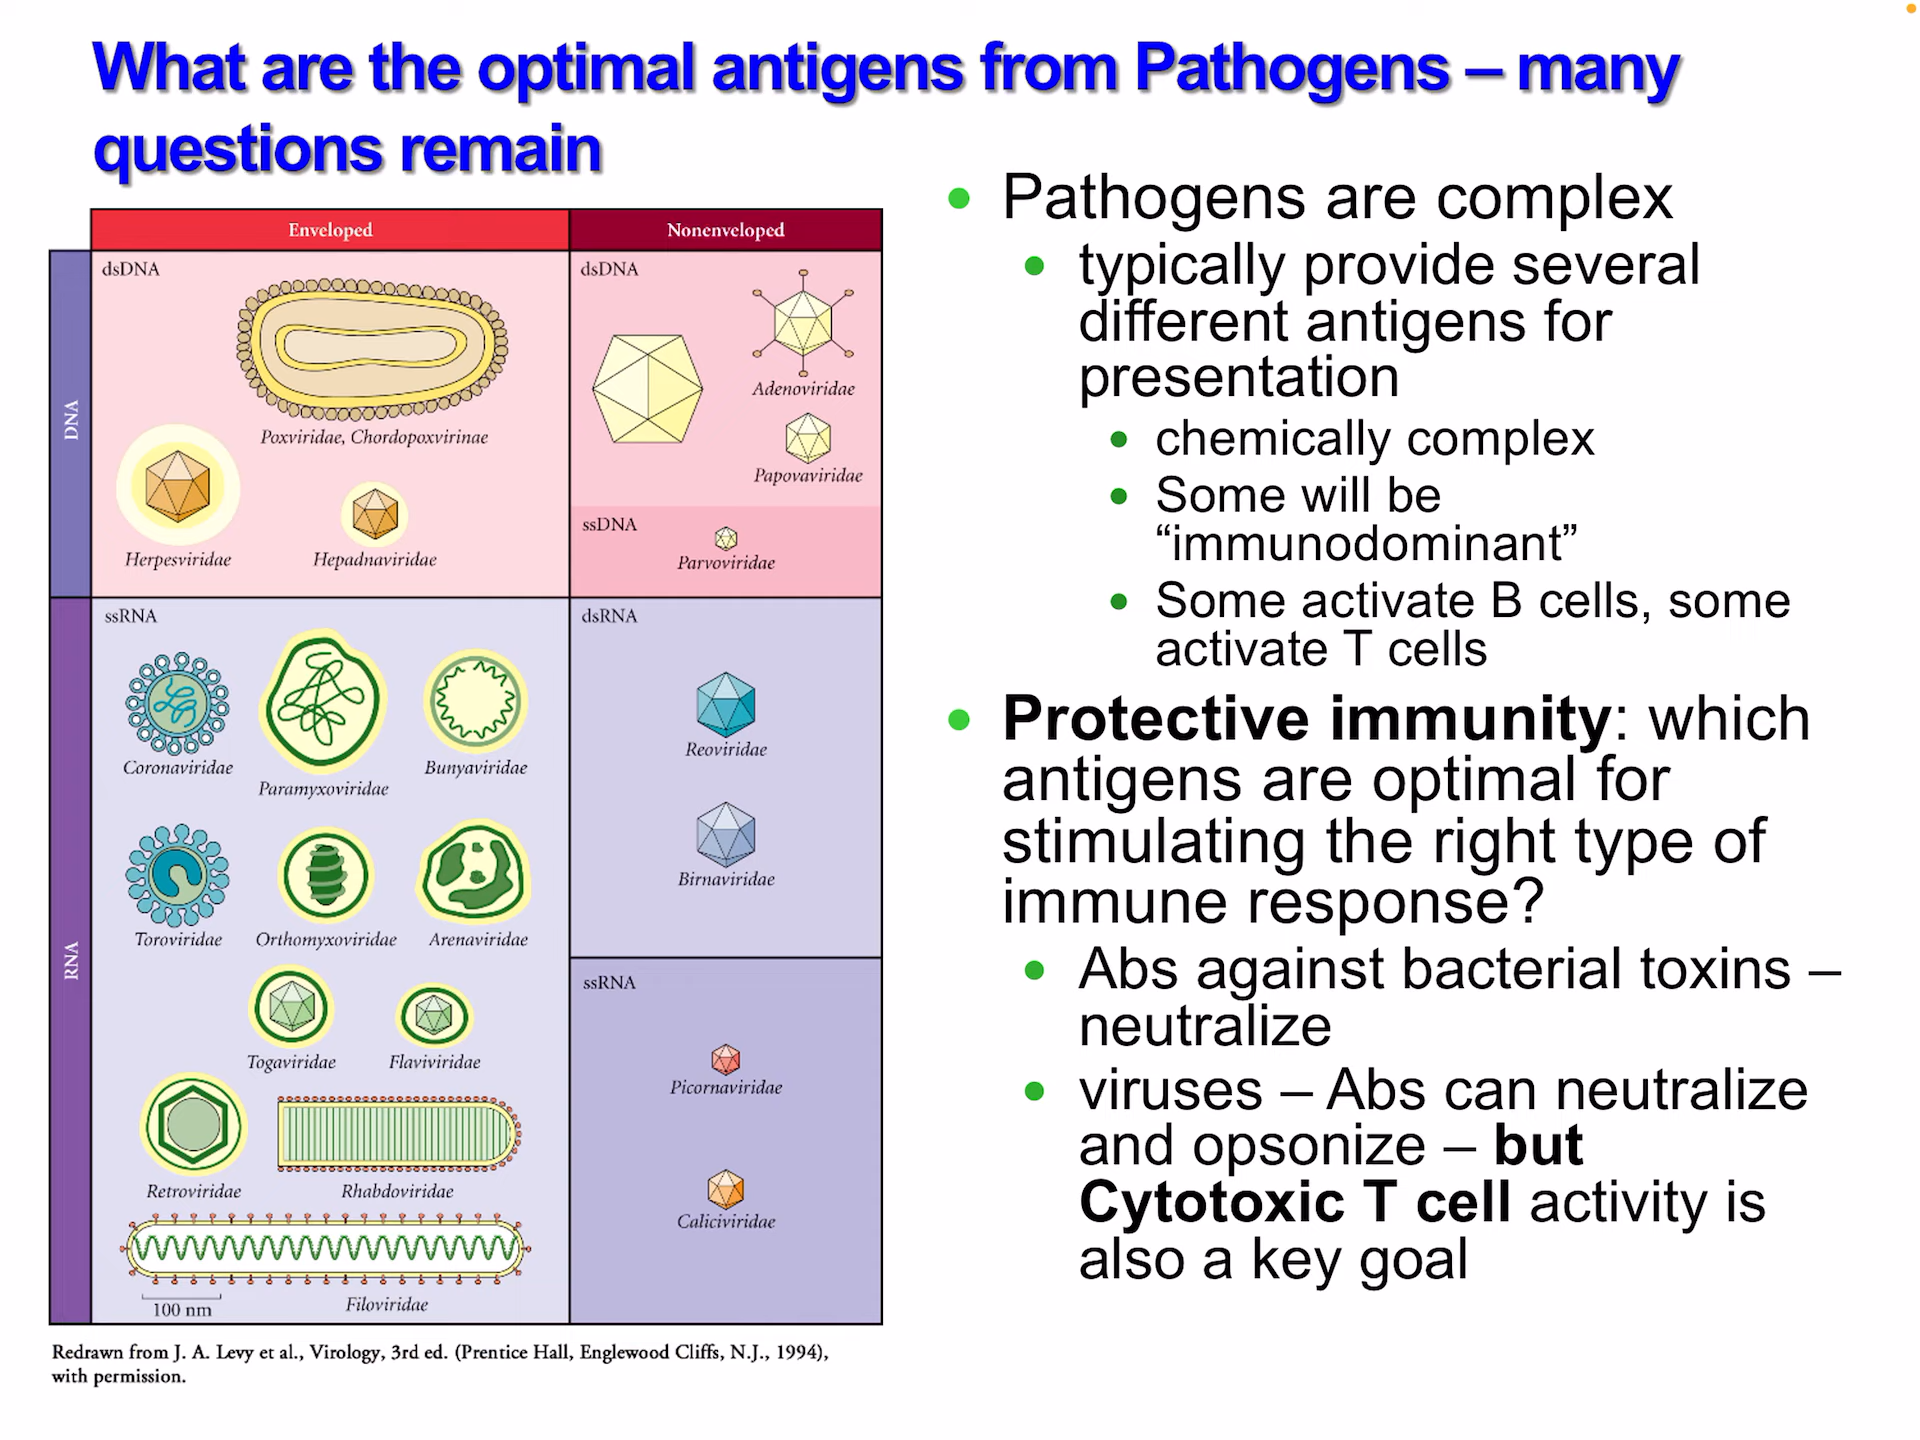 What are the optimal antigens from Pathogens – many
questions remain
Enveloped
Nonenveloped
DNA
dsDNA
Poxviridae, Chordopoxvirinae
Herpesviridae
Hepadnaviridae
dsDNA
Adenoviridae
Papovaviridae
ssDNA
Parvoviridae
RNA
ssRNA
Coronaviridae
Paramyxoviridae
Bunyaviridae
Toroviridae
Orthomyxoviridae
Arenaviridae
Togaviridae
Flaviviridae
Retroviridae
Rhabdoviridae
Filoviridae
100 nm
dsRNA
Reoviridae
Birnaviridae
ssRNA
Picornaviridae
Caliciviridae
Redrawn from J. A. Levy et al., Virology, 3rd ed. (Prentice Hall, Englewood Cliffs, N.J., 1994),
with permission.
• Pathogens are complex
• typically provide several
different antigens for
presentation
• chemically complex
• Some will be
“immunodominant”
• Some activate B cells, some
activate T cells
• Protective immunity: which
antigens are optimal for
stimulating the right type of
immune response?
• Abs against bacterial toxins –
neutralize
• viruses – Abs can neutralize
and opsonize – but
Cytotoxic T cell activity is
also a key goal